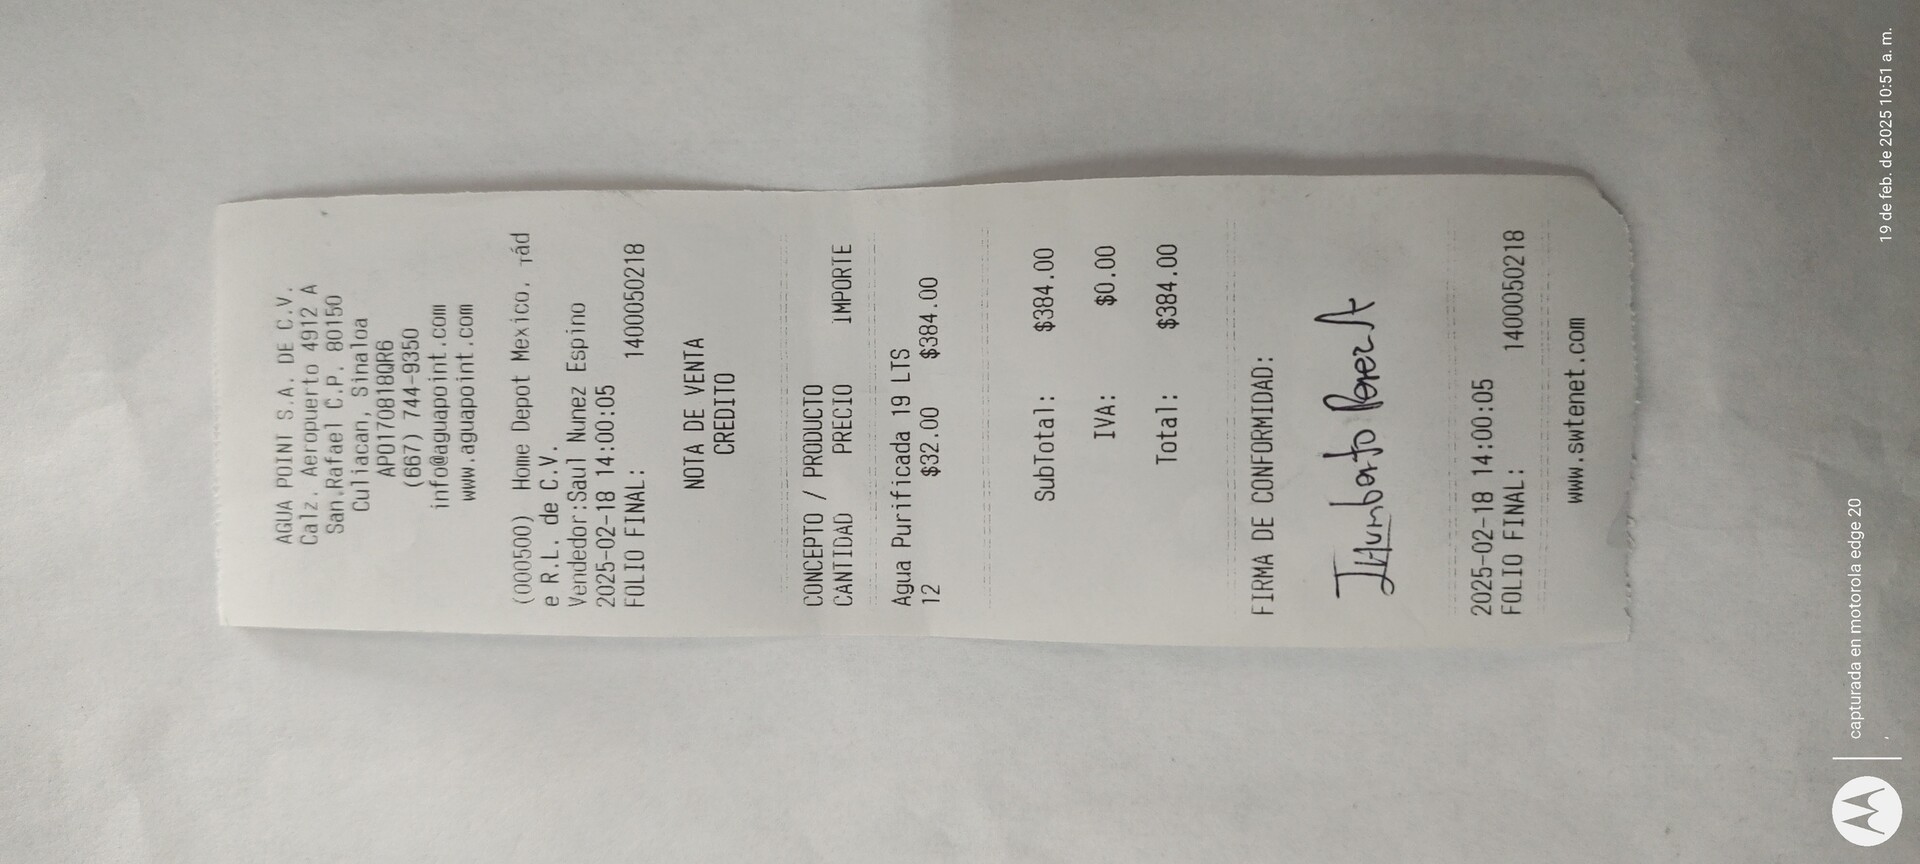 AGUA POINT S.A. DE C.V.
Calz. Aeropuerto 4912 A
San Rafael C.P. 80150
Culiacan, Sinaloa
APO170818QR6
(667) 744-9350
info@aguapoint.com
www.aguapoint.com
(000500) Home Depot Mexico,
e R.L. de C.V.
Vendedor:Saul Nunez Espino
2025-02-18 14:00:05
FOLIO FINAL: 1400050218
NOTA DE VENTA
CREDITO
CONCEPTO / PRODUCTO
CANTIDAD PRECIO IMPORTE
Agua Purificada 19 LTS
12 $32.00 $384.00
SubTotal: $384.00
IVA: $0.00
Total: $384.00
FIRMA DE CONFORMIDAD:
Humberto Perez A
2025-02-18 14:00:05
FOLIO FINAL: 1400050218
www.swtenet.com
capturada en motorola edge 20
19 de feb. de 2025 10:51 a. m.